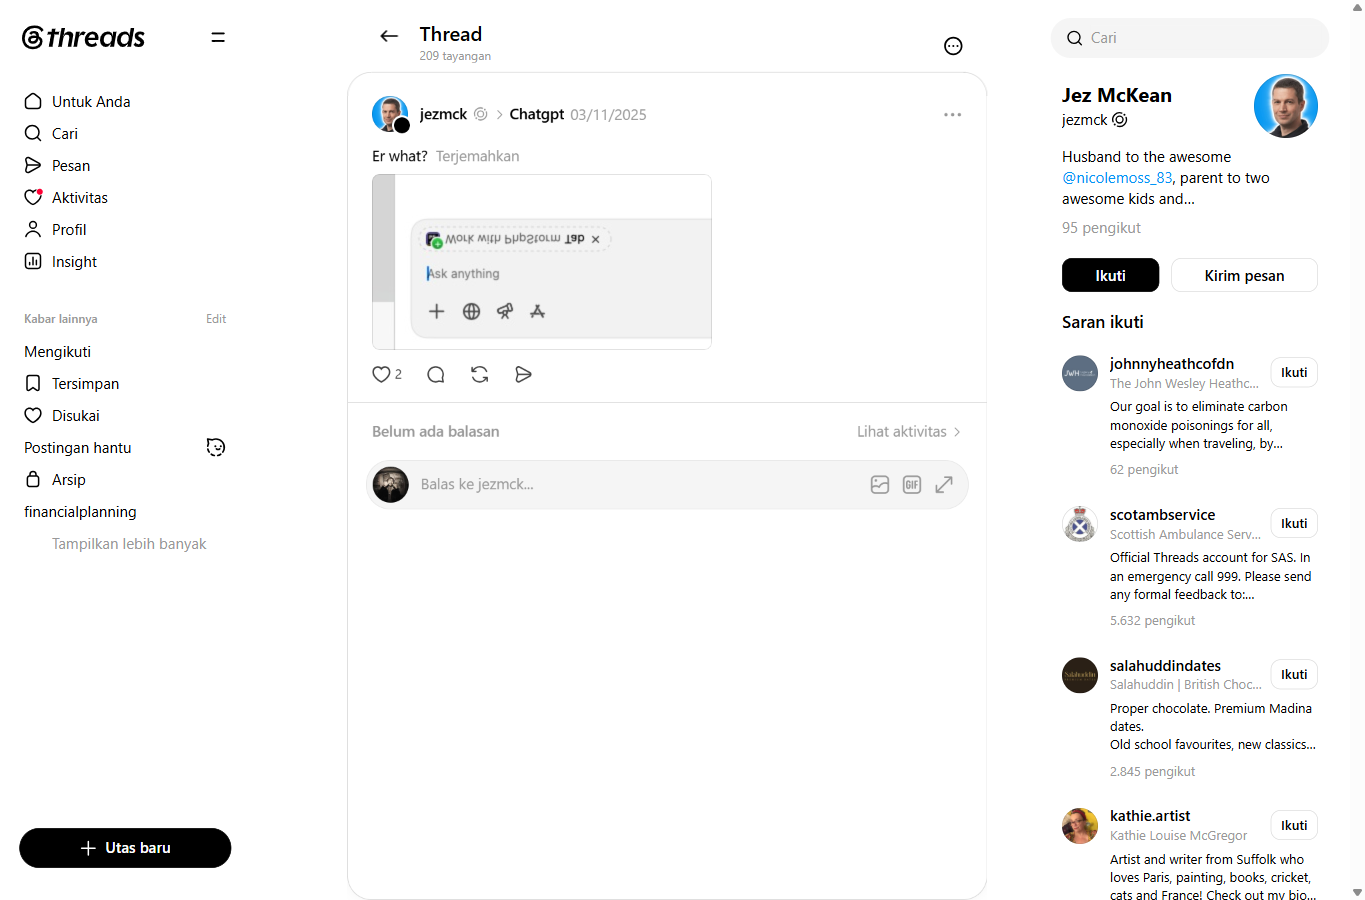 threads
Untuk Anda
Cari
Pesan
Aktivitas
Profil
Insight
Kabar lainnya
Edit
Mengikuti
Tersimpan
Disukai
Postingan hantu
Arsip
financialplanning
Tampilkan lebih banyak
Utas baru
Thread
209 tayangan
jezmck > Chatgpt 03/11/2025
Er what? Terjemahkan
Work with PhpStorm Tab ×
Ask anything
2
Belum ada balasan
Lihat aktivitas
Balas ke jezmck...
GIF
Cari
Jez McKean
jezmck
Husband to the awesome
@nicolemoss_83, parent to two
awesome kids and...
95 pengikut
Ikuti
Kirim pesan
Saran ikuti
johnnyheathcofdn
The John Wesley Heathc...
Ikuti
Our goal is to eliminate carbon
monoxide poisonings for all,
especially when traveling, by...
62 pengikut
scotambservice
Scottish Ambulance Serv...
Ikuti
Official Threads account for SAS. In
an emergency call 999. Please send
any formal feedback to:...
5.632 pengikut
salahuddindates
Salahuddin | British Choc...
Ikuti
Proper chocolate. Premium Madina
dates.
Old school favourites, new classics...
2.845 pengikut
kathie.artist
Kathie Louise McGregor
Ikuti
Artist and writer from Suffolk who
loves Paris, painting, books, cricket,
cats and France! Check out my bio...